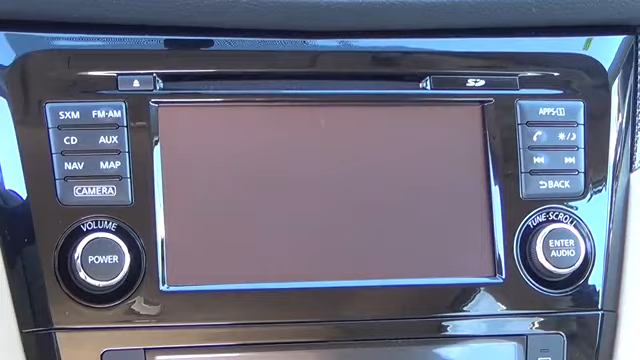 SXM FM·AM
CD AUX
NAV MAP
CAMERA
VOLUME
POWER
SD
APPS·i
BACK
TUNE·SCROLL
ENTER
AUDIO